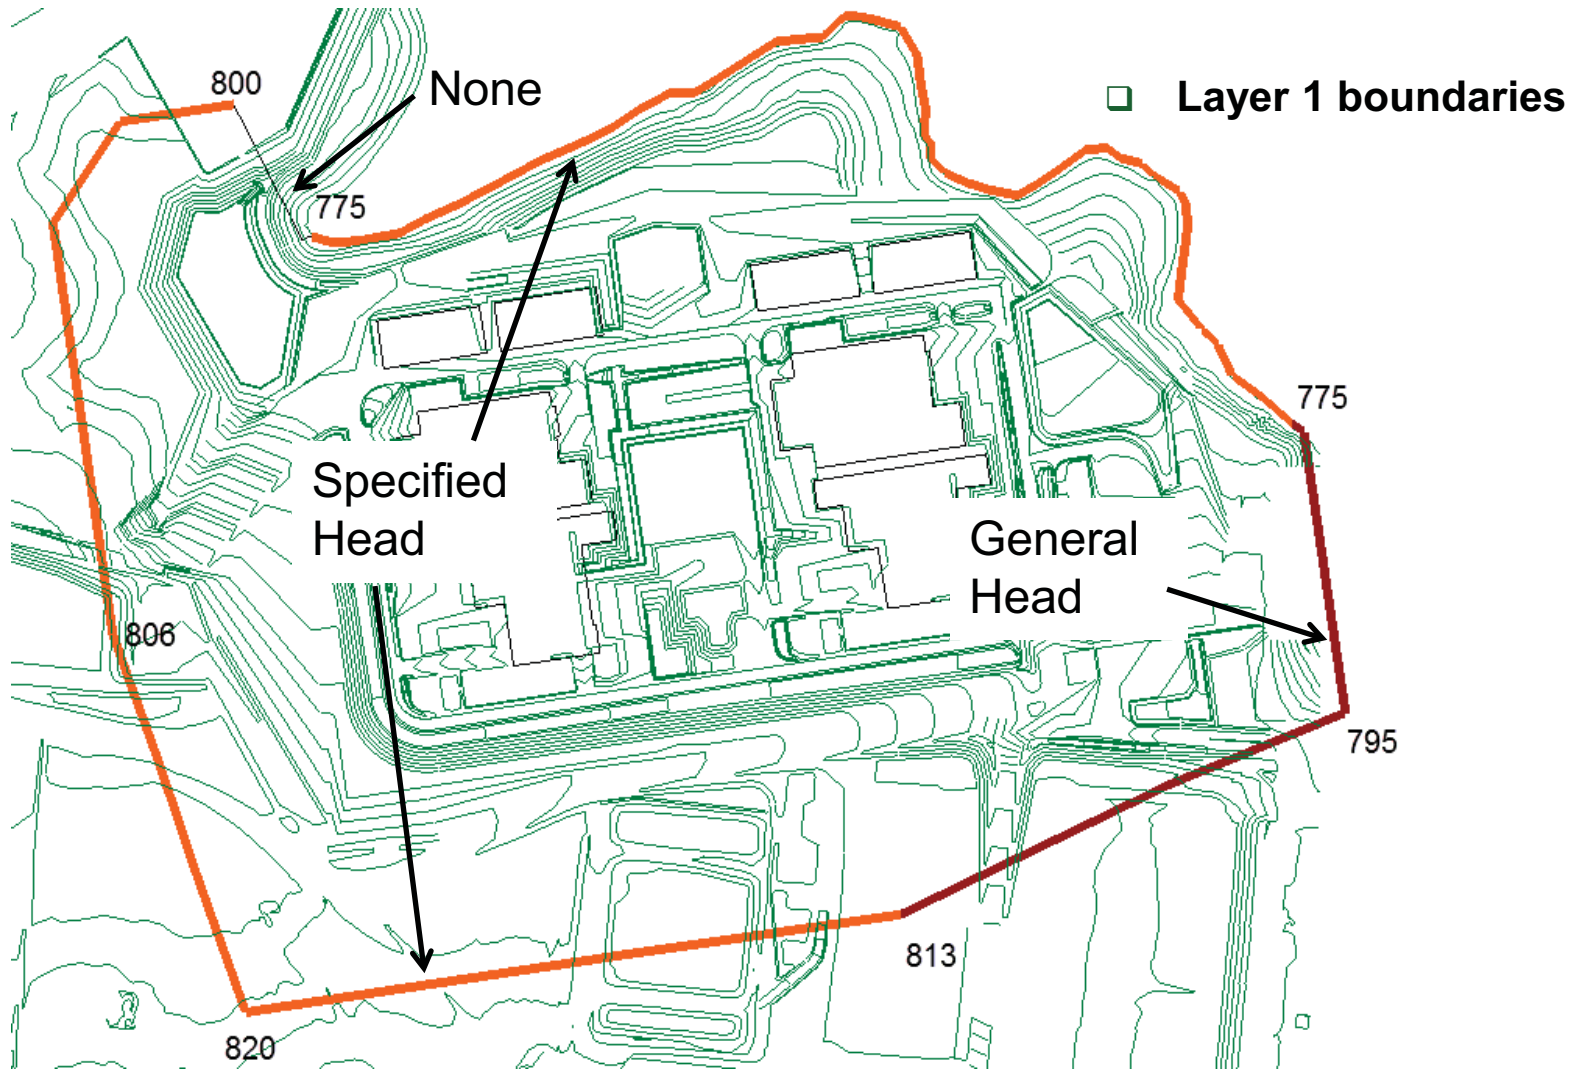 800
None
Layer 1 boundaries
775
775
Specified
Head
General
Head
806
795
813
820